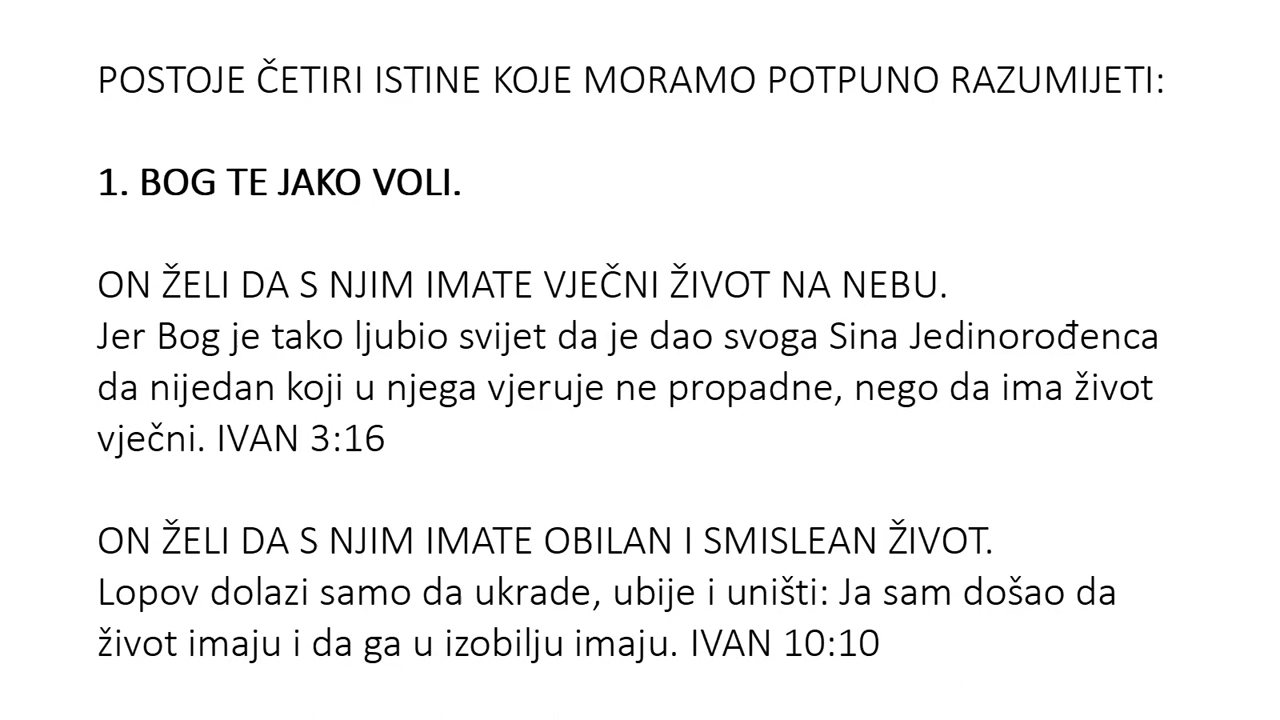 POSTOJE ČETIRI ISTINE KOJE MORAMO POTPUNO RAZUMIJETI:
1. BOG TE JAKO VOLI.
ON ŽELI DA S NJIM IMATE VJEČNI ŽIVOT NA NEBU.
Jer Bog je tako ljubio svijet da je dao svoga Sina Jedinorođenca
da nijedan koji u njega vjeruje ne propadne, nego da ima život
vječni. IVAN 3:16
ON ŽELI DA S NJIM IMATE OBILAN I SMISLEAN ŽIVOT.
Lopov dolazi samo da ukrade, ubije i uništi: Ja sam došao da
život imaju i da ga u izobilju imaju. IVAN 10:10